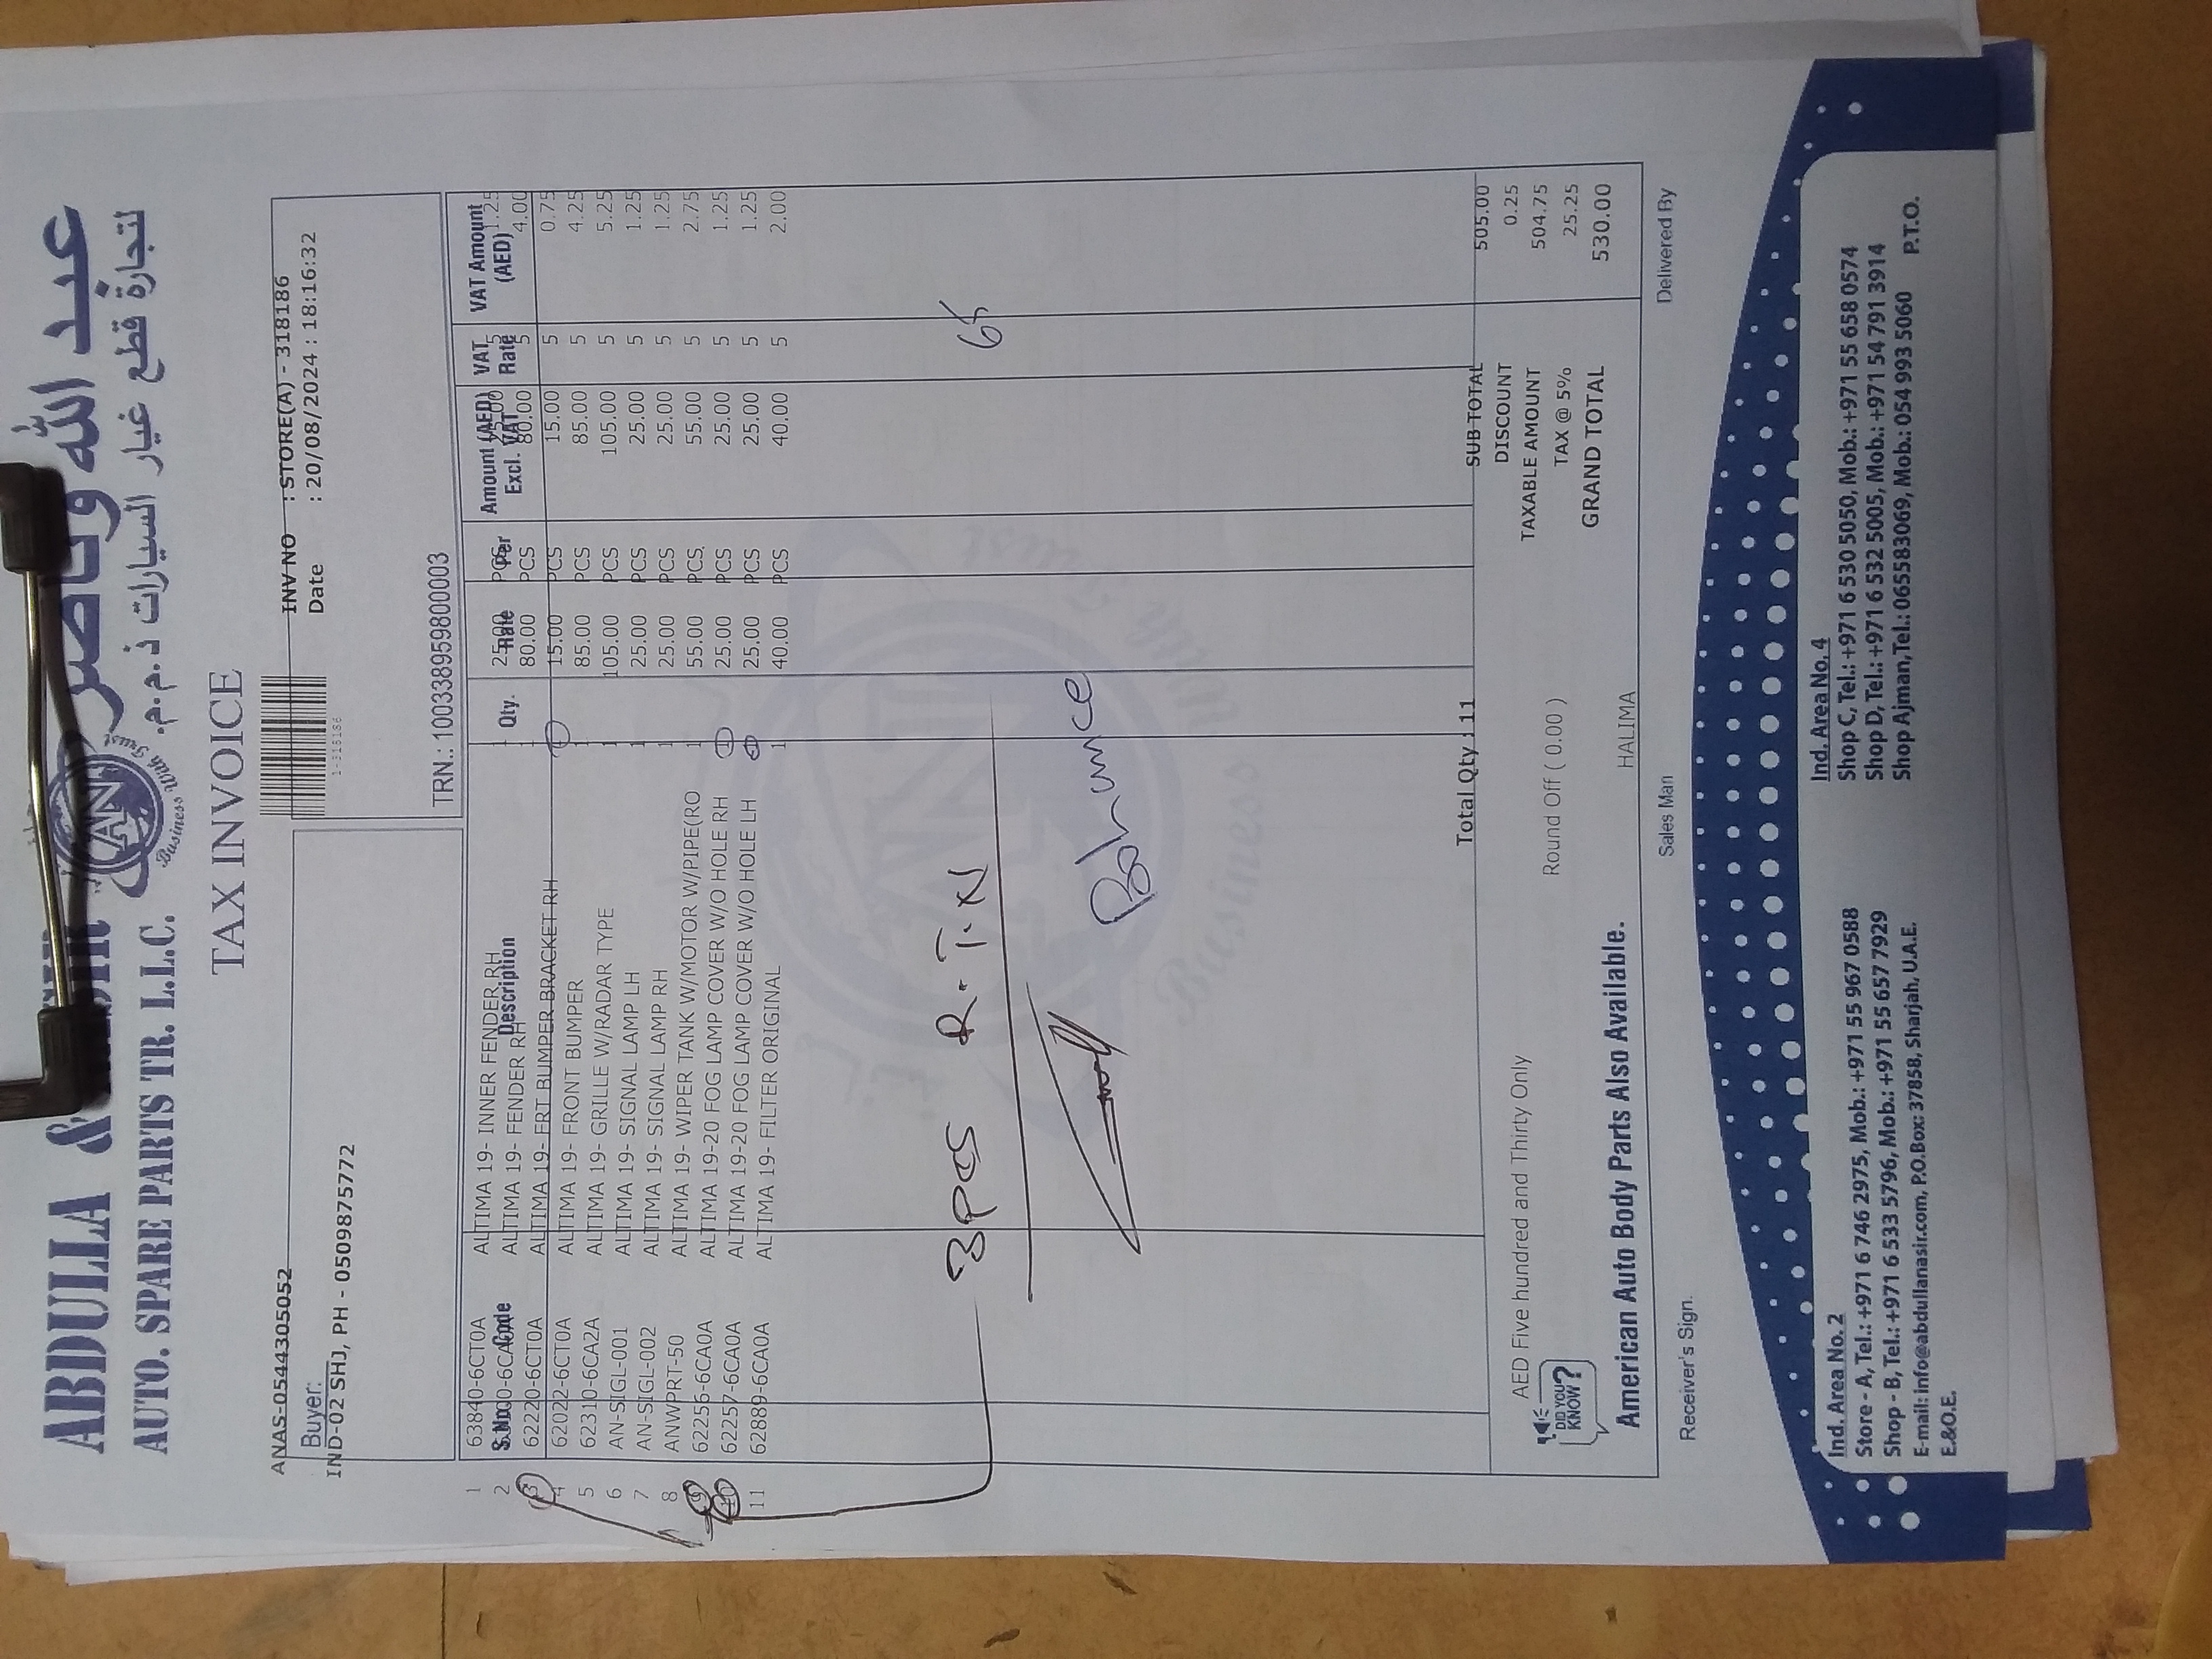 عبد الله وناصر
لتجارة قطع غيار السيارات ذ.م.م.
ABDULLA &
AUTO. SPARE PARTS TR. L.L.C.
AN
Business With Trust
TAX INVOICE
1-318186
ANAS-0544305052
Buyer:
IND-02 SHJ, PH - 0509875772
INV NO : STORE(A) - 318186
Date : 20/08/2024 : 18:16:32
TRN.: 100338959800003
S.No. Code Description Qty. Rate Per Amount (AED) Excl. VAT VAT Rate VAT Amount (AED)
1 63840-6CT0A ALTIMA 19- INNER FENDER RH 1 25.00 PCS 25.00 5 1.25
2 ALTIMA 19- FENDER RH 1 80.00 PCS 80.00 5 4.00
3 62220-6CT0A ALTIMA 19- FRT BUMPER BRACKET RH 1 15.00 PCS 15.00 5 0.75
4 62022-6CT0A ALTIMA 19- FRONT BUMPER 1 85.00 PCS 85.00 5 4.25
5 62310-6CA2A ALTIMA 19- GRILLE W/RADAR TYPE 1 105.00 PCS 105.00 5 5.25
6 AN-SIGL-001 ALTIMA 19- SIGNAL LAMP LH 1 25.00 PCS 25.00 5 1.25
7 AN-SIGL-002 ALTIMA 19- SIGNAL LAMP RH 1 25.00 PCS 25.00 5 1.25
8 ANWPRT-50 ALTIMA 19- WIPER TANK W/MOTOR W/PIPE(RO 1 55.00 PCS. 55.00 5 2.75
9 62256-6CA0A ALTIMA 19-20 FOG LAMP COVER W/O HOLE RH 1 25.00 PCS 25.00 5 1.25
10 62257-6CA0A ALTIMA 19-20 FOG LAMP COVER W/O HOLE LH 1 25.00 PCS 25.00 5 1.25
11 62889-6CA0A ALTIMA 19- FILTER ORIGINAL 1 40.00 PCS 40.00 5 2.00
3 PCS R.T.N
65
Total Qty 11
SUB TOTAL 505.00
DISCOUNT 0.25
TAXABLE AMOUNT 504.75
TAX @ 5% 25.25
GRAND TOTAL 530.00
AED Five hundred and Thirty Only
Round Off ( 0.00 )
DID YOU KNOW?
American Auto Body Parts Also Available.
HALIMA
Receiver's Sign.
Sales Man
Delivered By
Ind. Area No. 2
Store - A, Tel.: +971 6 746 2975, Mob.: +971 55 967 0588
Shop - B, Tel.: +971 6 533 5796, Mob.: +971 55 657 7929
E-mail: info@abdullanasir.com, P.O.Box: 37858, Sharjah, U.A.E.
E.&O.E.
Ind. Area No. 4
Shop C, Tel.: +971 6 530 5050, Mob.: +971 55 658 0574
Shop D, Tel.: +971 6 532 5005, Mob.: +971 54 791 3914
Shop Ajman, Tel.: 065583069, Mob.: 054 993 5060
P.T.O.